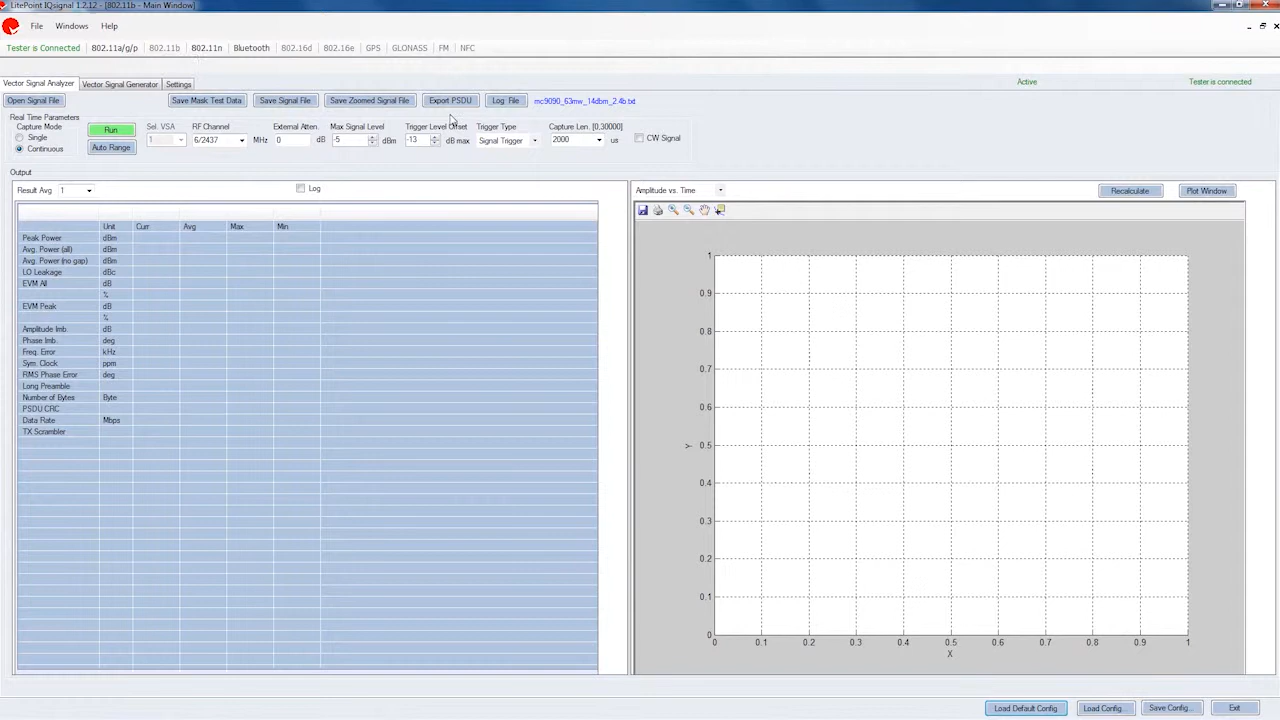 LitePoint IQsignal 1.2.12 - [802.11b - Main Window]
File Windows Help
Tester is Connected 802.11a/g/p 802.11b 802.11n Bluetooth 802.16d 802.16e GPS GLONASS FM NFC
Vector Signal Analyzer Vector Signal Generator Settings
Active Tester is connected
Open Signal File Save Mask Test Data Save Signal File Save Zoomed Signal File Export PSDU Log File mc9090_63mw_14dbm_2.4b.txt
Real Time Parameters
Capture Mode Run Sel. VSA RF Channel External Atten. Max Signal Level Trigger Level Offset Trigger Type Capture Len. [0,30000]
Single 1 6/2437 MHz 0 dB -5 dBm -13 dB max Signal Trigger 2000 us CW Signal
Continuous Auto Range
Output
Result Avg 1 Log Amplitude vs. Time Recalculate Plot Window
Unit Curr Avg Max Min
Peak Power dBm
Avg. Power (all) dBm
Avg. Power (no gap) dBm
LO Leakage dBc
EVM All dB
%
EVM Peak dB
%
Amplitude Imb. dB
Phase Imb. deg
Freq. Error kHz
Sym. Clock ppm
RMS Phase Error deg
Long Preamble
Number of Bytes Byte
PSDU CRC
Data Rate Mbps
TX Scrambler
1
0.9
0.8
0.7
0.6
Y 0.5
0.4
0.3
0.2
0.1
0
0 0.1 0.2 0.3 0.4 0.5 0.6 0.7 0.8 0.9 1
X
Load Default Config Load Config... Save Config... Exit